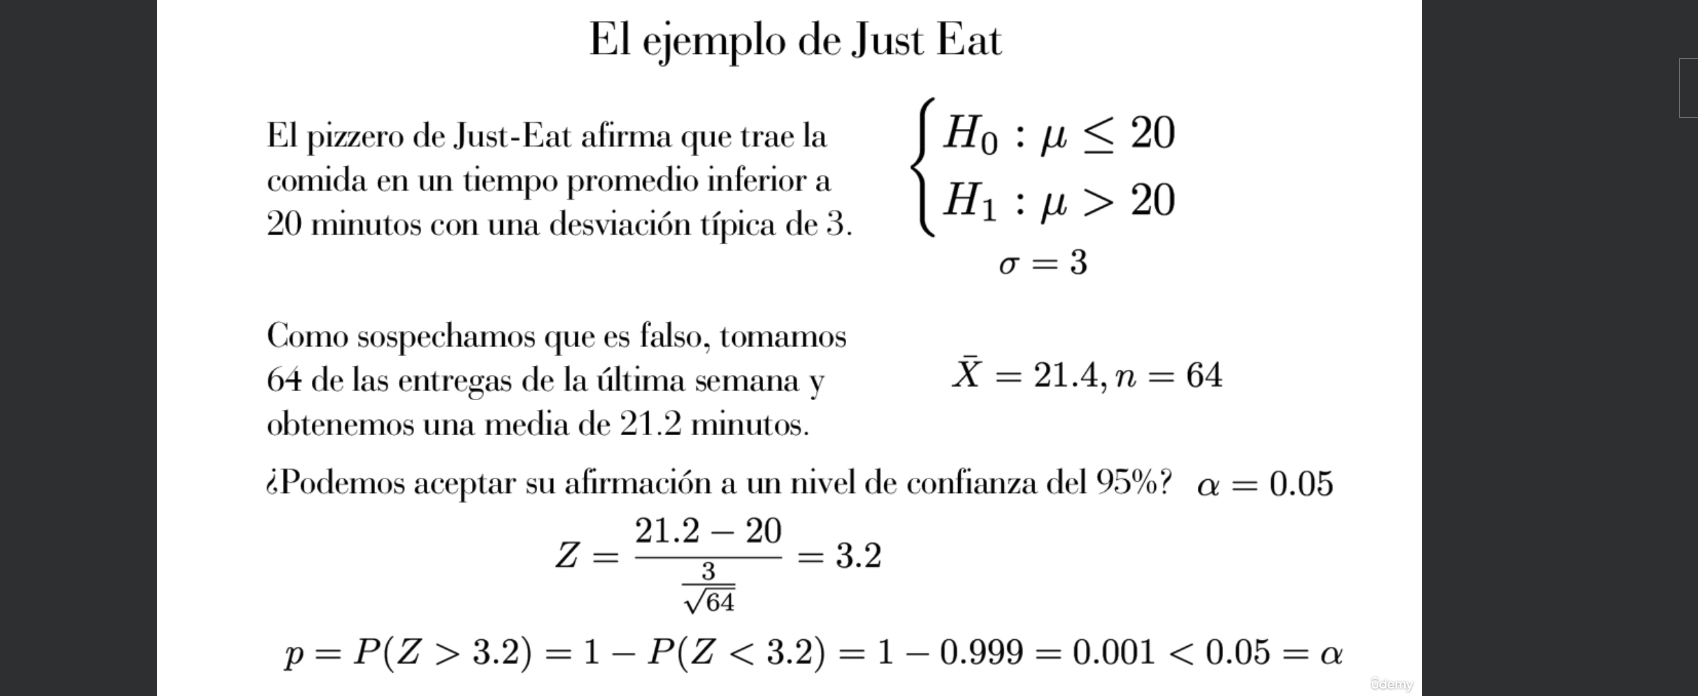 El ejemplo de Just Eat
El pizzero de Just-Eat afirma que trae la
comida en un tiempo promedio inferior a
20 minutos con una desviación típica de 3.
H₀ : μ ≤ 20
H₁ : μ > 20
σ = 3
Como sospechamos que es falso, tomamos
64 de las entregas de la última semana y
obtenemos una media de 21.2 minutos.
X̄ = 21.4, n = 64
¿Podemos aceptar su afirmación a un nivel de confianza del 95%? α = 0.05
Z = (21.2 − 20) / (3/√64) = 3.2
p = P(Z > 3.2) = 1 − P(Z < 3.2) = 1 − 0.999 = 0.001 < 0.05 = α
ûdemy